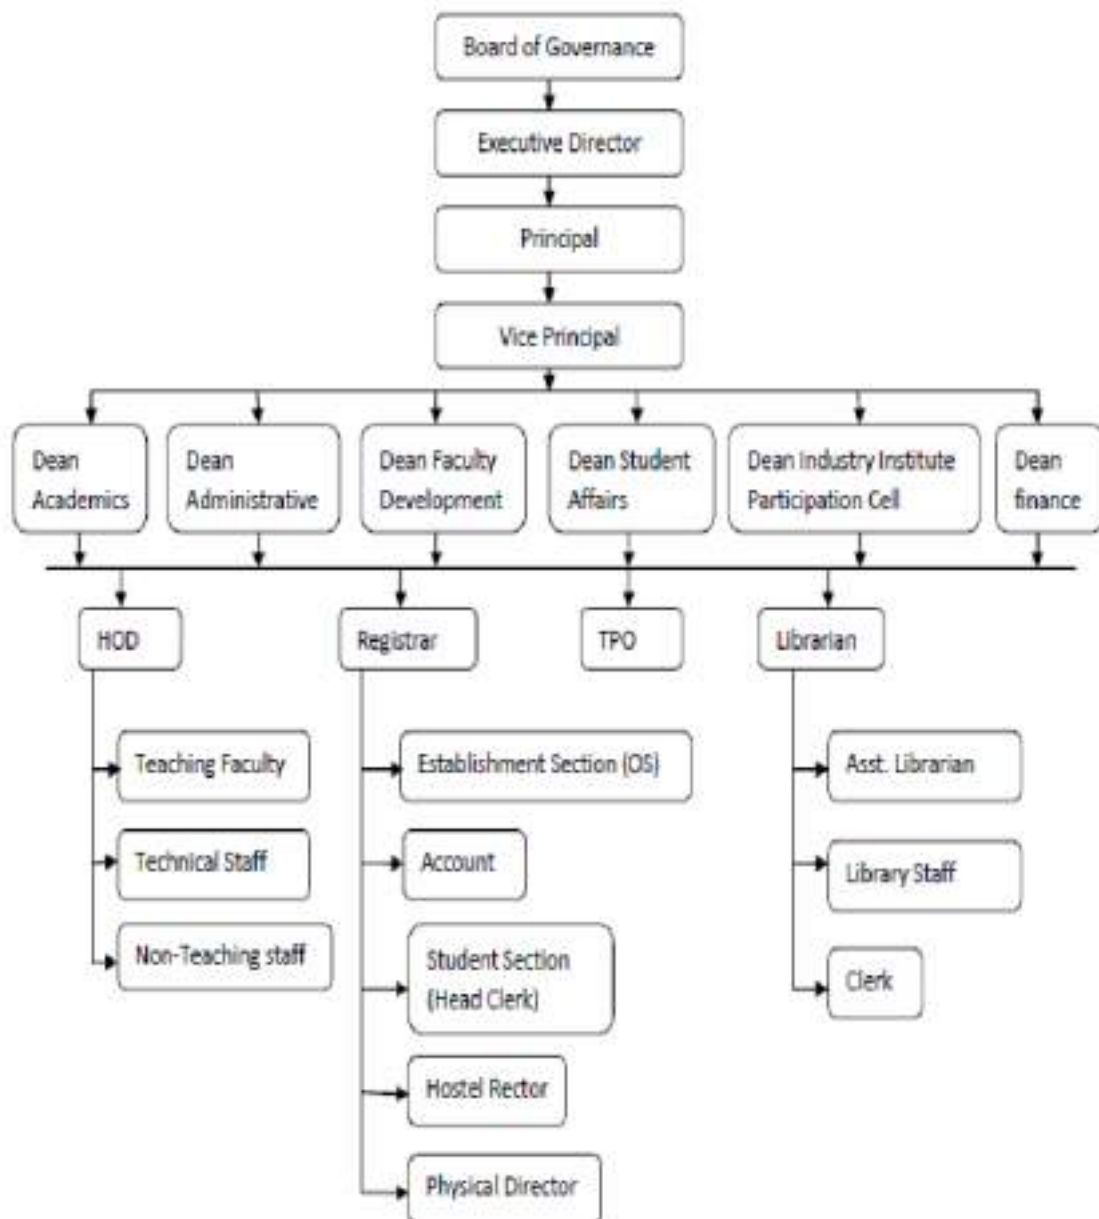 Board of Governance
Executive Director
Principal
Vice Principal
Dean
Academics
Dean
Administrative
Dean Faculty
Development
Dean Student
Affairs
Dean Industry Institute
Participation Cell
Dean
finance
HOD
Registrar
TPO
Librarian
Teaching Faculty
Establishment Section (OS)
Asst. Librarian
Technical Staff
Account
Library Staff
Non-Teaching staff
Student Section
(Head Clerk)
Clerk
Hostel Rector
Physical Director